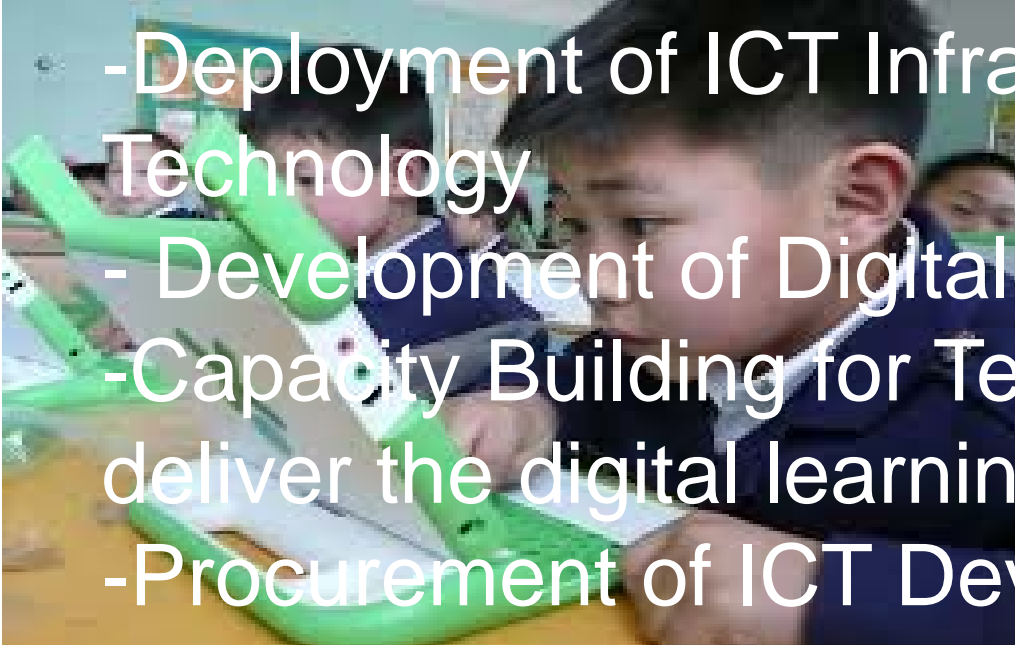 -Deployment of ICT Infra
Technology
- Development of Digital
-Capacity Building for Te
deliver the digital learnin
-Procurement of ICT Dev